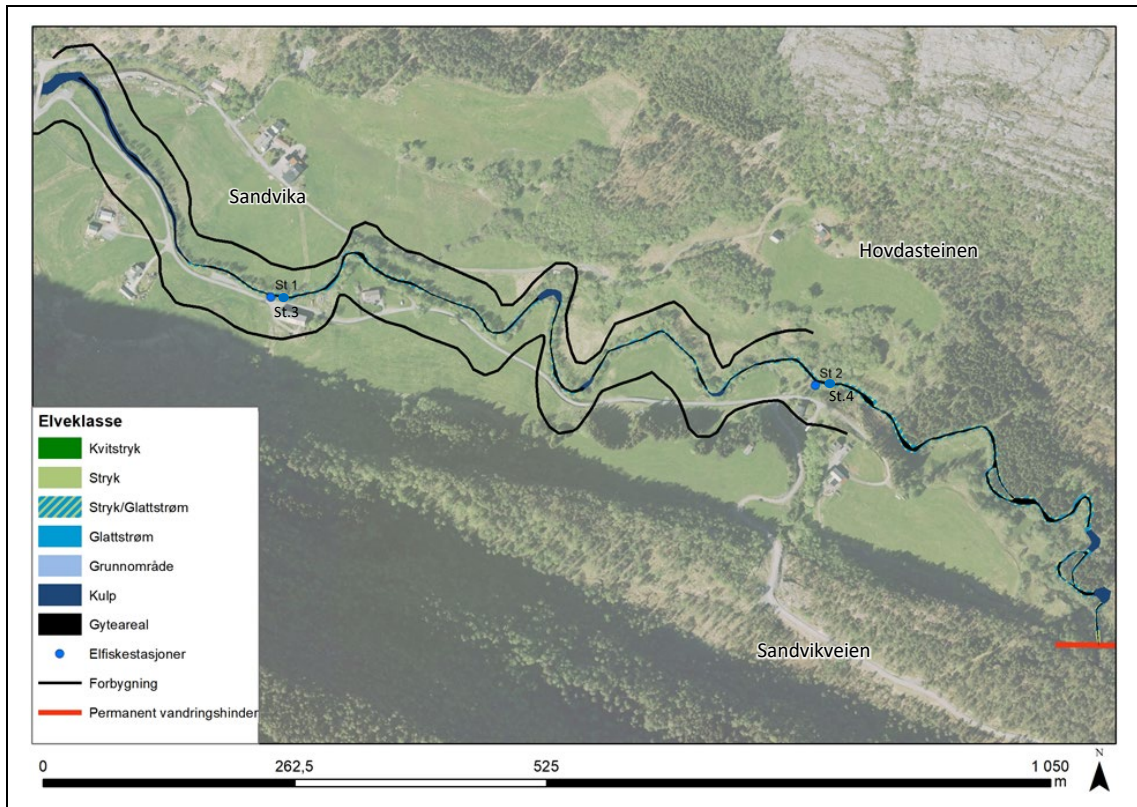 Sandvika
Hovdasteinen
St 1
St.3
St 2
St.4
Sandvikveien
Elveklasse
Kvitstryk
Stryk
Stryk/Glattstrøm
Glattstrøm
Grunnområde
Kulp
Gyteareal
Elfiskestasjoner
Forbygning
Permanent vandringshinder
0 262,5 525 1 050
m
N